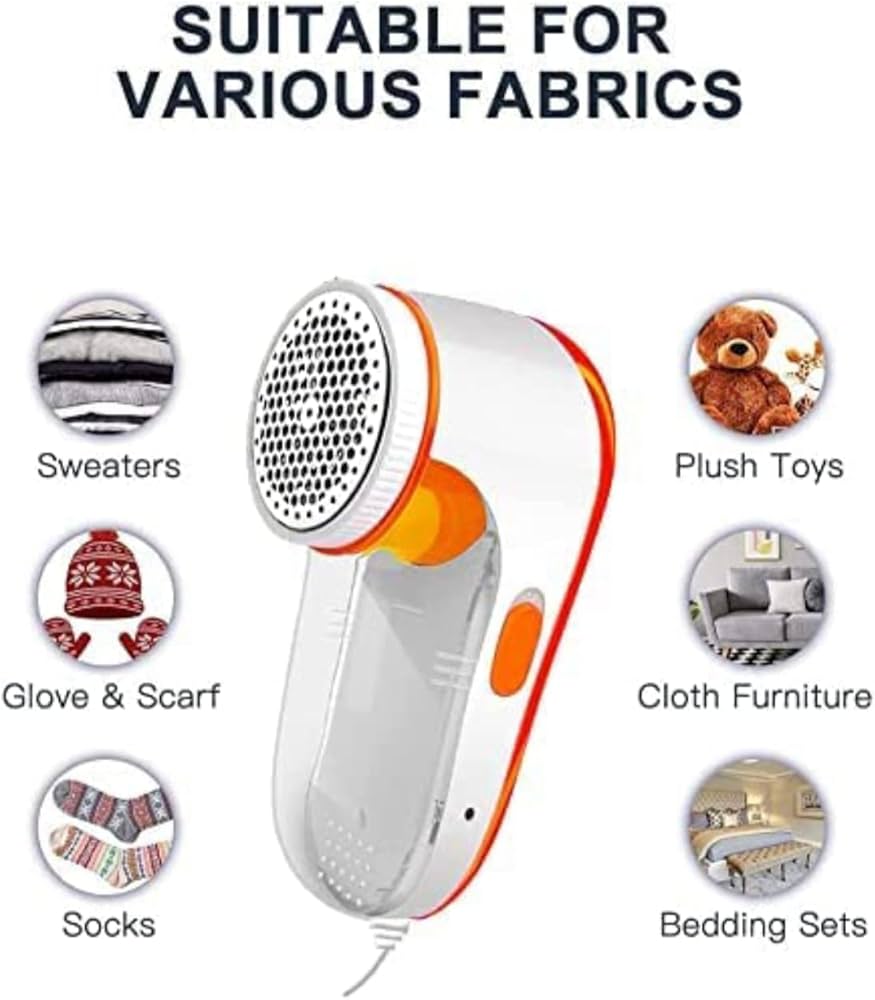 SUITABLE FOR
VARIOUS FABRICS
Sweaters
Plush Toys
Glove & Scarf
Cloth Furniture
Socks
Bedding Sets